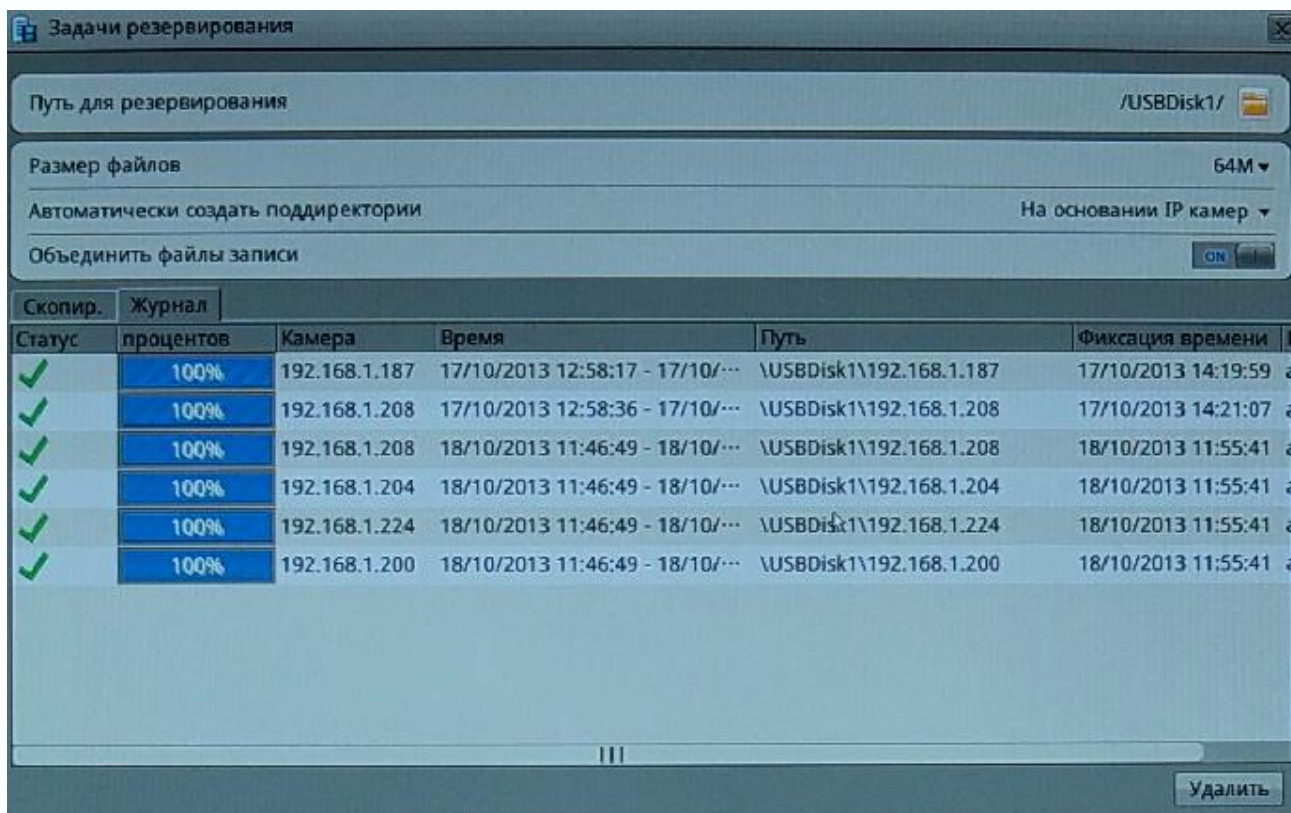 Задачи резервирования
Путь для резервирования /USBDisk1/
Размер файлов 64M
Автоматически создать поддиректории На основании IP камер
Объединить файлы записи ON
Скопир. Журнал
Статус процентов Камера Время Путь Фиксация времени
100% 192.168.1.187 17/10/2013 12:58:17 - 17/10/... \USBDisk1\192.168.1.187 17/10/2013 14:19:59
100% 192.168.1.208 17/10/2013 12:58:36 - 17/10/... \USBDisk1\192.168.1.208 17/10/2013 14:21:07
100% 192.168.1.208 18/10/2013 11:46:49 - 18/10/... \USBDisk1\192.168.1.208 18/10/2013 11:55:41
100% 192.168.1.204 18/10/2013 11:46:49 - 18/10/... \USBDisk1\192.168.1.204 18/10/2013 11:55:41
100% 192.168.1.224 18/10/2013 11:46:49 - 18/10/... \USBDisk1\192.168.1.224 18/10/2013 11:55:41
100% 192.168.1.200 18/10/2013 11:46:49 - 18/10/... \USBDisk1\192.168.1.200 18/10/2013 11:55:41
Удалить